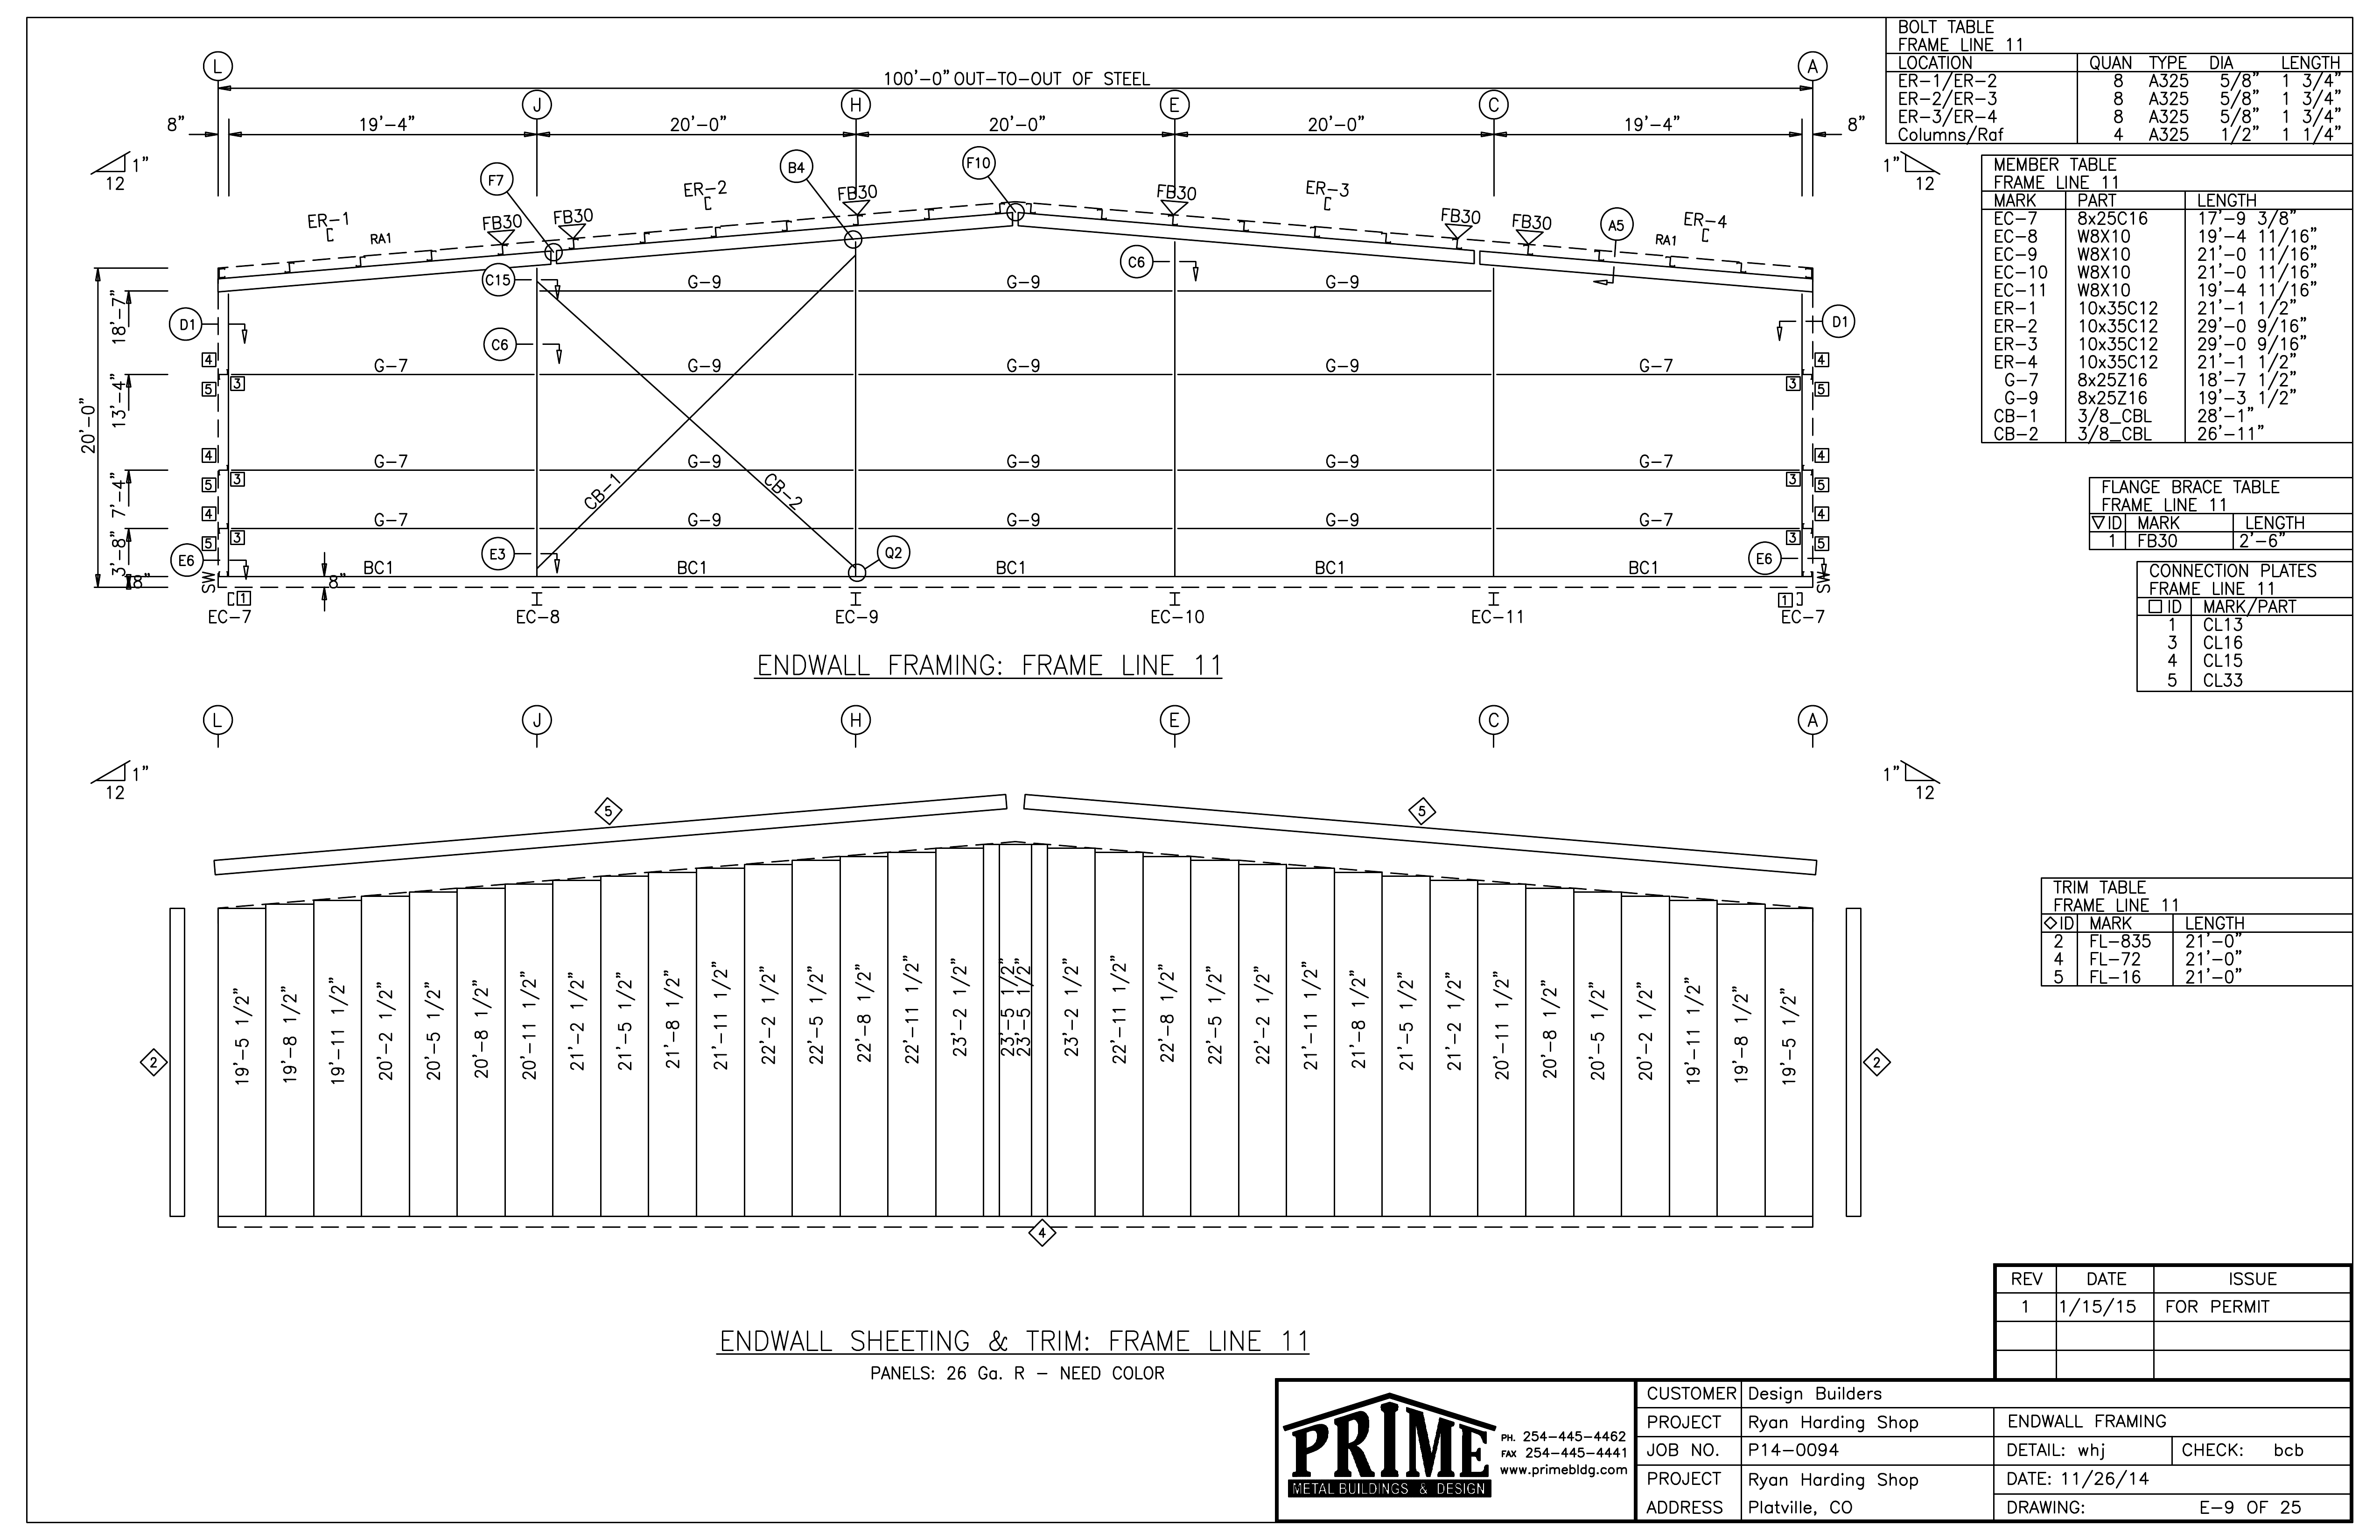 L
A
100'-0" OUT-TO-OUT OF STEEL
J
H
E
C
8"
19'-4"
20'-0"
20'-0"
20'-0"
19'-4"
8"
1"
12
1"
12
F7
B4
F10
ER-1
ER-2
ER-3
ER-4
RA1
RA1
FB30
FB30
FB30
FB30
FB30
FB30
A5
C15
C6
C6
D1
D1
G-9
G-9
G-9
18'-7"
13'-4"
20'-0"
7'-4"
3'-8"
8"
8"
4
5
3
4
5
3
4
5
3
G-7
G-9
G-9
G-9
G-7
G-7
G-9
G-9
G-9
G-7
G-7
G-9
G-9
G-9
G-7
3
4
5
3
4
5
3
4
5
CB-1
CB-2
E6
E3
Q2
E6
SW
SW
BC1
BC1
BC1
BC1
BC1
1
1
EC-7
EC-8
EC-9
EC-10
EC-11
EC-7
ENDWALL FRAMING: FRAME LINE 11
BOLT TABLE
FRAME LINE 11
LOCATION QUAN TYPE DIA LENGTH
ER-1/ER-2 8 A325 5/8" 1 3/4"
ER-2/ER-3 8 A325 5/8" 1 3/4"
ER-3/ER-4 8 A325 5/8" 1 3/4"
Columns/Raf 4 A325 1/2" 1 1/4"
MEMBER TABLE
FRAME LINE 11
MARK PART LENGTH
EC-7 8x25C16 17'-9 3/8"
EC-8 W8X10 19'-4 11/16"
EC-9 W8X10 21'-0 11/16"
EC-10 W8X10 21'-0 11/16"
EC-11 W8X10 19'-4 11/16"
ER-1 10x35C12 21'-1 1/2"
ER-2 10x35C12 29'-0 9/16"
ER-3 10x35C12 29'-0 9/16"
ER-4 10x35C12 21'-1 1/2"
G-7 8x25Z16 18'-7 1/2"
G-9 8x25Z16 19'-3 1/2"
CB-1 3/8_CBL 28'-1"
CB-2 3/8_CBL 26'-11"
FLANGE BRACE TABLE
FRAME LINE 11
▽ID MARK LENGTH
1 FB30 2'-6"
CONNECTION PLATES
FRAME LINE 11
□ID MARK/PART
1 CL13
3 CL16
4 CL15
5 CL33
L
J
H
E
C
A
1"
12
1"
12
5
5
19'-5 1/2"
19'-8 1/2"
19'-11 1/2"
20'-2 1/2"
20'-5 1/2"
20'-8 1/2"
20'-11 1/2"
21'-2 1/2"
21'-5 1/2"
21'-8 1/2"
21'-11 1/2"
22'-2 1/2"
22'-5 1/2"
22'-8 1/2"
22'-11 1/2"
23'-2 1/2"
23'-5 1/2"
23'-5 1/2"
23'-2 1/2"
22'-11 1/2"
22'-8 1/2"
22'-5 1/2"
22'-2 1/2"
21'-11 1/2"
21'-8 1/2"
21'-5 1/2"
21'-2 1/2"
20'-11 1/2"
20'-8 1/2"
20'-5 1/2"
20'-2 1/2"
19'-11 1/2"
19'-8 1/2"
19'-5 1/2"
2
2
4
TRIM TABLE
FRAME LINE 11
◇ID MARK LENGTH
2 FL-835 21'-0"
4 FL-72 21'-0"
5 FL-16 21'-0"
ENDWALL SHEETING & TRIM: FRAME LINE 11
PANELS: 26 Ga. R - NEED COLOR
REV DATE ISSUE
1 1/15/15 FOR PERMIT
PRIME
METAL BUILDINGS & DESIGN
PH. 254-445-4462
FAX 254-445-4441
www.primebldg.com
CUSTOMER Design Builders
PROJECT Ryan Harding Shop
JOB NO. P14-0094
PROJECT Ryan Harding Shop
ADDRESS Platville, CO
ENDWALL FRAMING
DETAIL: whj CHECK: bcb
DATE: 11/26/14
DRAWING: E-9 OF 25